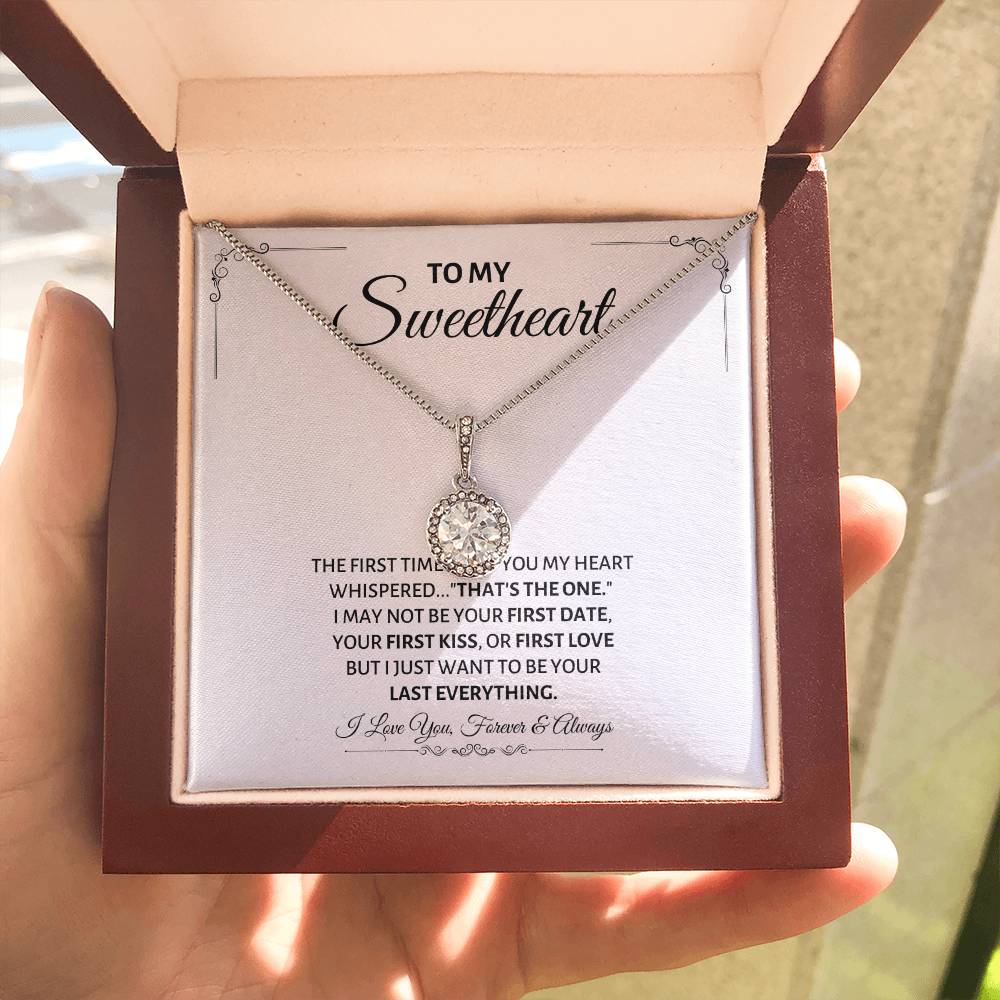 TO MY
Sweetheart
THE FIRST TIME YOU MY HEART
WHISPERED..."THAT'S THE ONE."
I MAY NOT BE YOUR FIRST DATE,
YOUR FIRST KISS, OR FIRST LOVE
BUT I JUST WANT TO BE YOUR
LAST EVERYTHING.
I Love You, Forever & Always